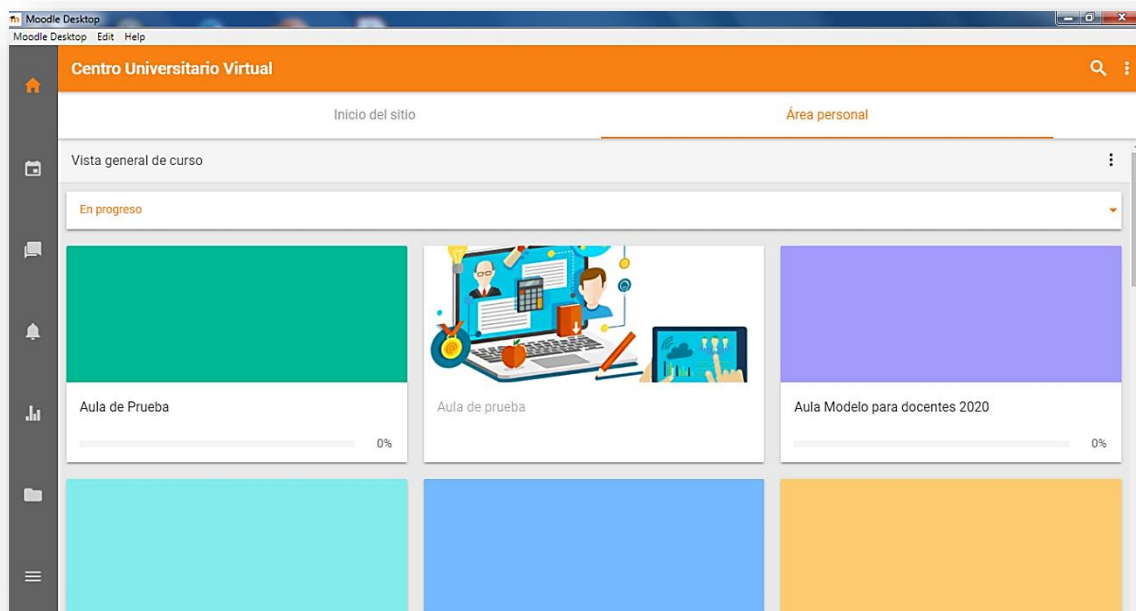 Moodle Desktop
Moodle Desktop Edit Help
Centro Universitario Virtual
Inicio del sitio
Área personal
Vista general de curso
En progreso
Aula de Prueba
0%
Aula de prueba
Aula Modelo para docentes 2020
0%